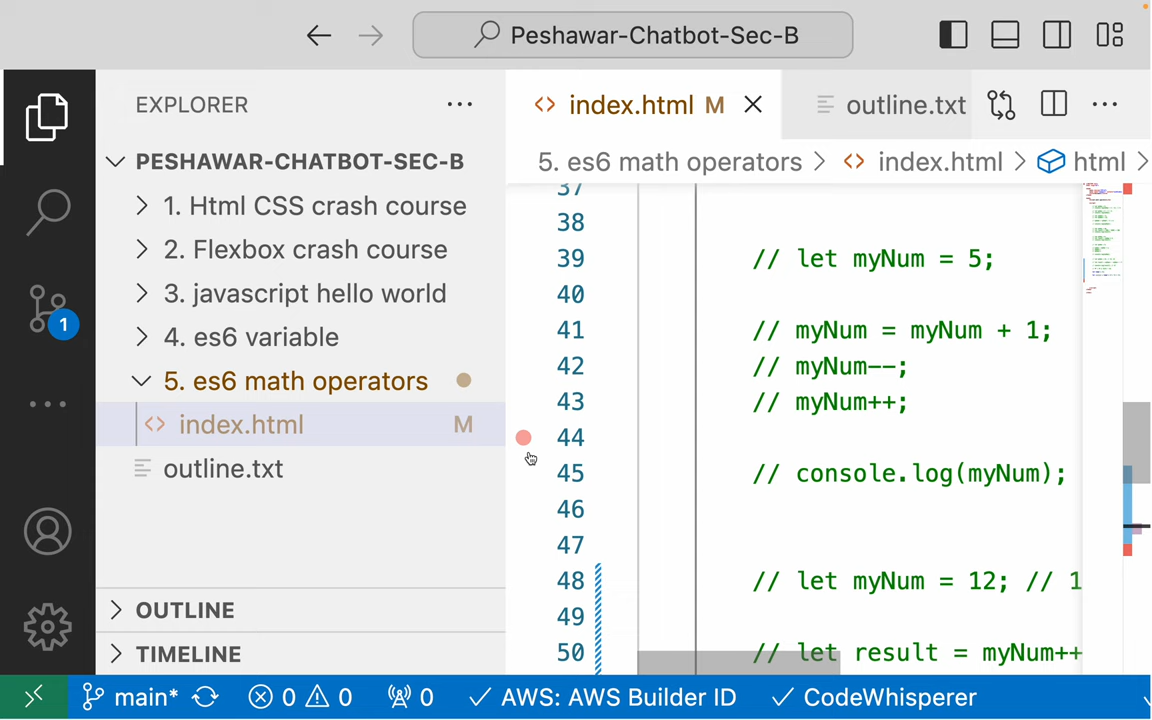 Peshawar-Chatbot-Sec-B
EXPLORER
PESHAWAR-CHATBOT-SEC-B
1. Html CSS crash course
2. Flexbox crash course
3. javascript hello world
4. es6 variable
5. es6 math operators
index.html M
outline.txt
OUTLINE
TIMELINE
1
index.html M
outline.txt
5. es6 math operators > index.html > html >
37
38
39 // let myNum = 5;
40
41 // myNum = myNum + 1;
42 // myNum--;
43 // myNum++;
44
45 // console.log(myNum);
46
47
48 // let myNum = 12; // 1
49
50 // let result = myNum++
main* 0 0 0 AWS: AWS Builder ID CodeWhisperer